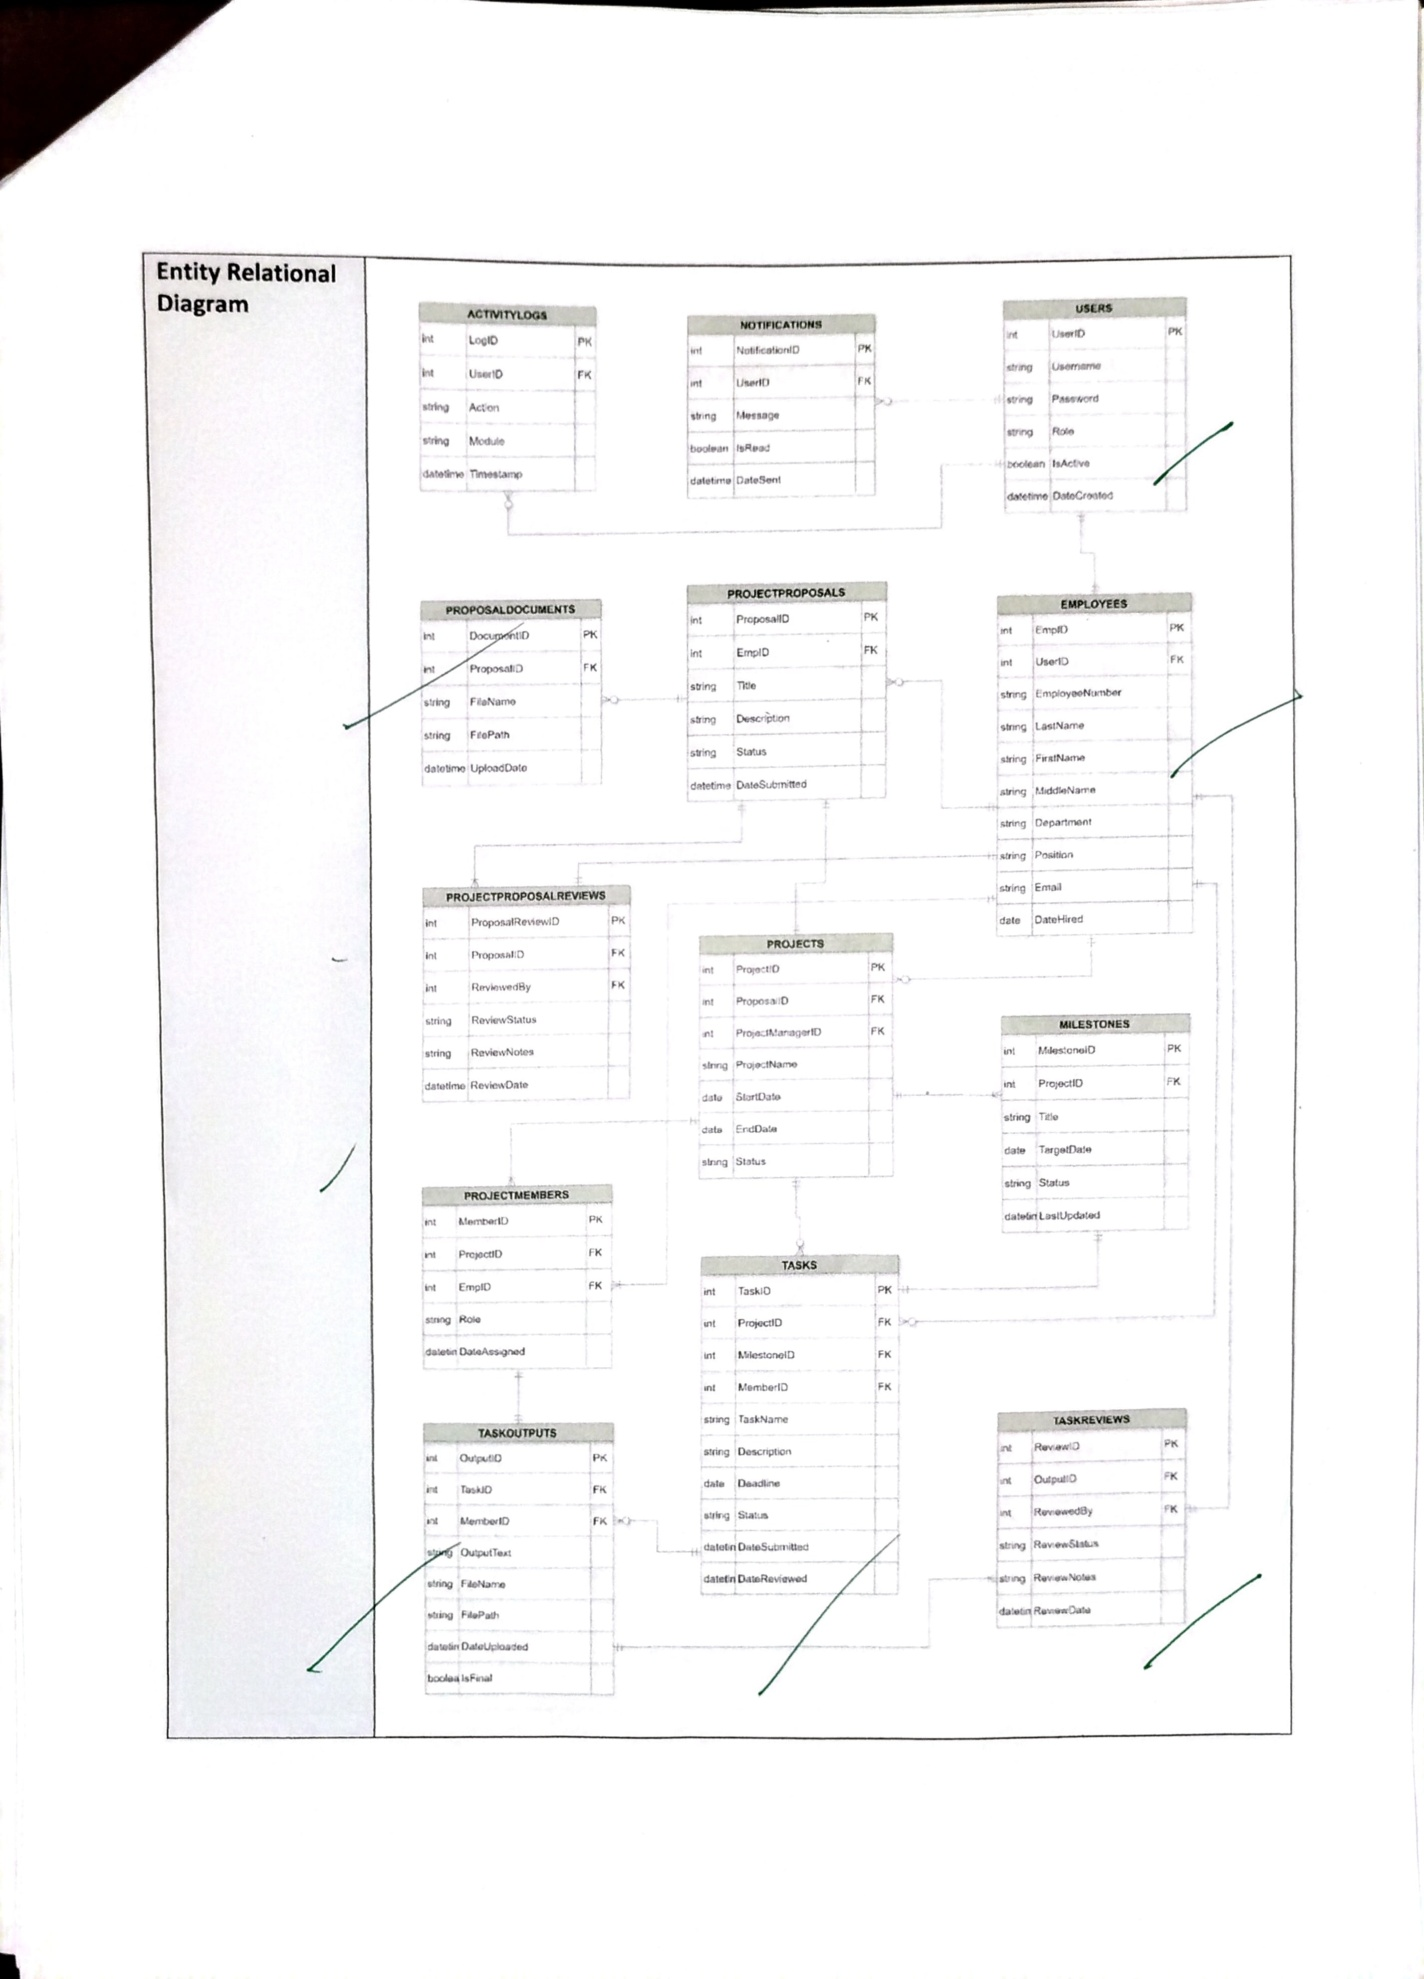 Entity Relational
Diagram
ACTIVITYLOGS
int LogID PK
int UserID FK
string Action
string Module
datetime Timestamp
NOTIFICATIONS
int NotificationID PK
int UserID FK
string Message
boolean IsRead
datetime DateSent
USERS
int UserID PK
string Username
string Password
string Role
boolean IsActive
datetime DateCreated
PROPOSALDOCUMENTS
int DocumentID PK
int ProposalID FK
string FileName
string FilePath
datetime UploadDate
PROJECTPROPOSALS
int ProposalID PK
int EmpID FK
string Title
string Description
string Status
datetime DateSubmitted
EMPLOYEES
int EmpID PK
int UserID FK
string EmployeeNumber
string LastName
string FirstName
string MiddleName
string Department
string Position
string Email
date DateHired
PROJECTPROPOSALREVIEWS
int ProposalReviewID PK
int ProposalID FK
int ReviewedBy FK
string ReviewStatus
string ReviewNotes
datetime ReviewDate
PROJECTS
int ProjectID PK
int ProposalID FK
int ProjectManagerID FK
string ProjectName
date StartDate
date EndDate
string Status
MILESTONES
int MilestoneID PK
int ProjectID FK
string Title
date TargetDate
string Status
datetin LastUpdated
PROJECTMEMBERS
int MemberID PK
int ProjectID FK
int EmpID FK
string Role
datetin DateAssigned
TASKS
int TaskID PK
int ProjectID FK
int MilestoneID FK
int MemberID FK
string TaskName
string Description
date Deadline
string Status
datetin DateSubmitted
datetin DateReviewed
TASKOUTPUTS
int OutputID PK
int TaskID FK
int MemberID FK
string OutputText
string FileName
string FilePath
datetin DateUploaded
boolea IsFinal
TASKREVIEWS
int ReviewID PK
int OutputID FK
int ReviewedBy FK
string ReviewStatus
string ReviewNotes
datetin ReviewDate